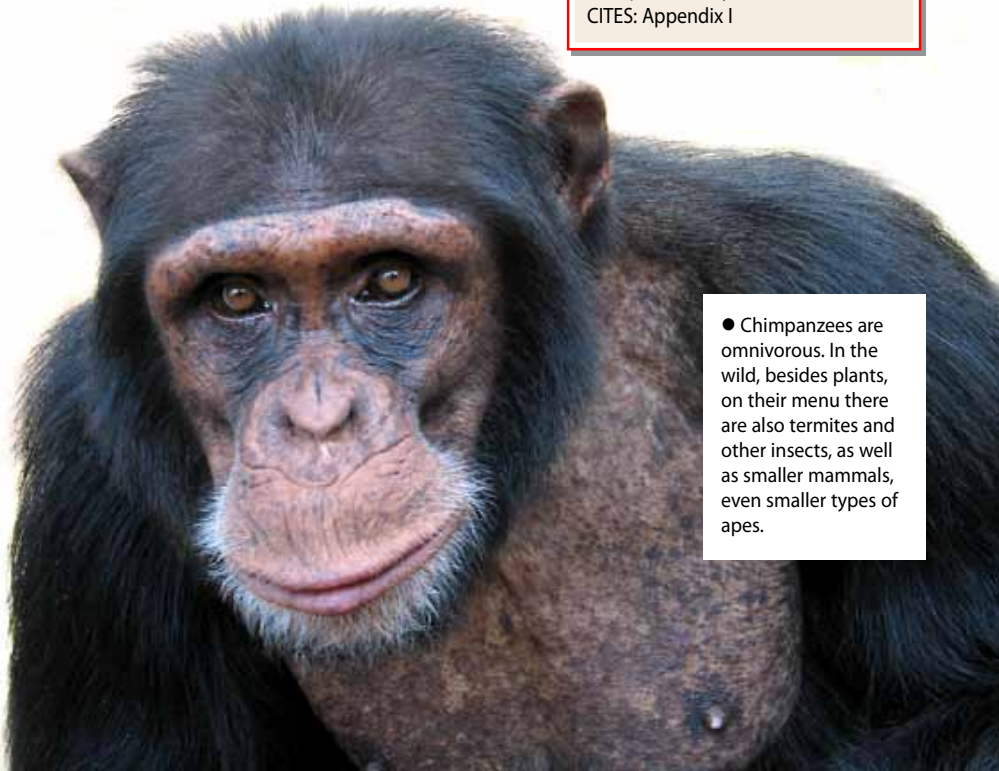 CITES: Appendix I
● Chimpanzees are
omnivorous. In the
wild, besides plants,
on their menu there
are also termites and
other insects, as well
as smaller mammals,
even smaller types of
apes.